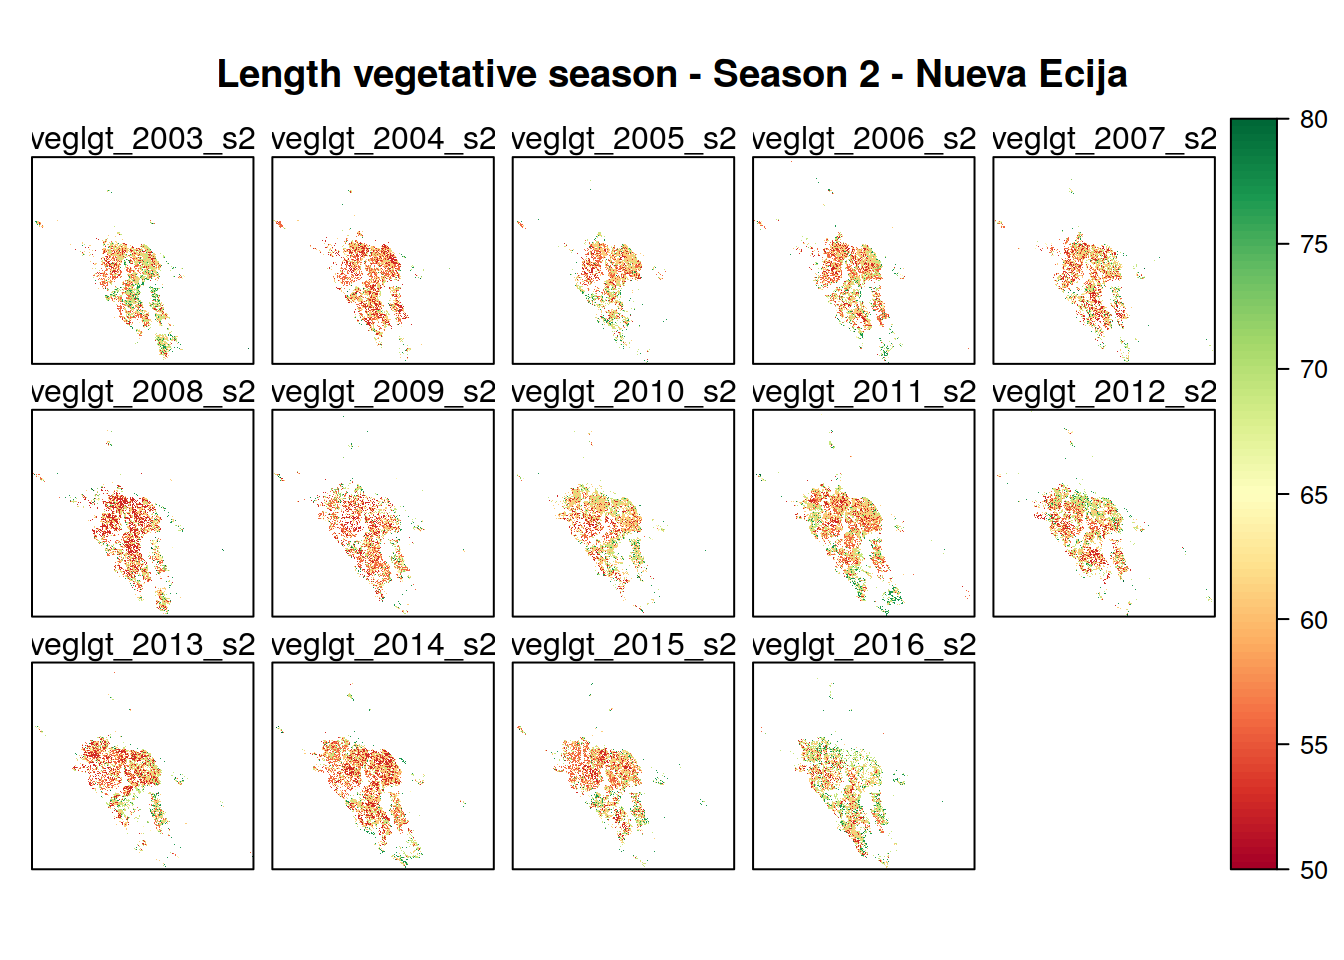 Length vegetative season - Season 2 - Nueva Ecija
veglgt_2003_s2 veglgt_2004_s2 veglgt_2005_s2 veglgt_2006_s2 veglgt_2007_s2
veglgt_2008_s2 veglgt_2009_s2 veglgt_2010_s2 veglgt_2011_s2 veglgt_2012_s2
veglgt_2013_s2 veglgt_2014_s2 veglgt_2015_s2 veglgt_2016_s2
80
75
70
65
60
55
50